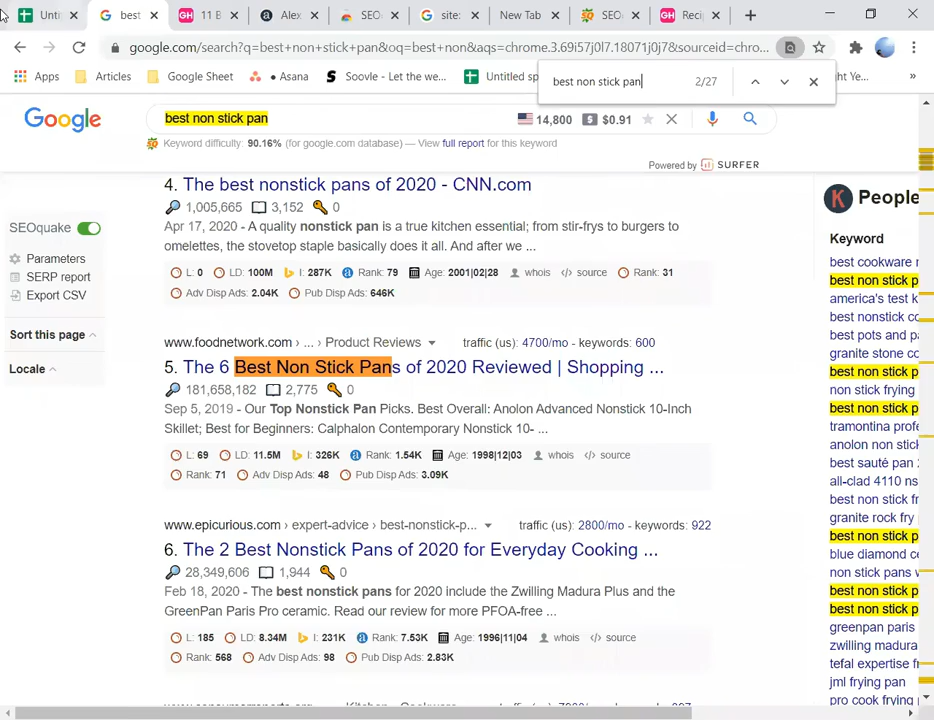 Unti
best
11 B
Alex
SEO
site:
New Tab
SEO
Reci
google.com/search?q=best+non+stick+pan&oq=best+non&aqs=chrome.3.69i57j0l7.18071j0j7&sourceid=chro...
Apps
Articles
Google Sheet
Asana
Soovle - Let the we...
Untitled sp
ht Ye...
»
best non stick pan
2/27
Google
best non stick pan
14,800
$0.91
Keyword difficulty: 90.16% (for google.com database) — View full report for this keyword
Powered by SURFER
SEOquake
Parameters
SERP report
Export CSV
Sort this page
Locale
4. The best nonstick pans of 2020 - CNN.com
1,005,665 3,152 0
Apr 17, 2020 - A quality nonstick pan is a true kitchen essential; from stir-frys to burgers to
omelettes, the stovetop staple basically does it all. And after we ...
L: 0 LD: 100M I: 287K Rank: 79 Age: 2001|02|28 whois source Rank: 31
Adv Disp Ads: 2.04K Pub Disp Ads: 646K
www.foodnetwork.com › ... › Product Reviews traffic (us): 4700/mo - keywords: 600
5. The 6 Best Non Stick Pans of 2020 Reviewed | Shopping ...
181,658,182 2,775 0
Sep 5, 2019 - Our Top Nonstick Pan Picks. Best Overall: Anolon Advanced Nonstick 10-Inch
Skillet; Best for Beginners: Calphalon Contemporary Nonstick 10- ...
L: 69 LD: 11.5M I: 326K Rank: 1.54K Age: 1998|12|03 whois source
Rank: 71 Adv Disp Ads: 48 Pub Disp Ads: 3.09K
www.epicurious.com › expert-advice › best-nonstick-p... traffic (us): 2800/mo - keywords: 922
6. The 2 Best Nonstick Pans of 2020 for Everyday Cooking ...
28,349,606 1,944 0
Feb 18, 2020 - The best nonstick pans for 2020 include the Zwilling Madura Plus and the
GreenPan Paris Pro ceramic. Read our review for more PFOA-free ...
L: 185 LD: 8.34M I: 231K Rank: 7.53K Age: 1996|11|04 whois source
Rank: 568 Adv Disp Ads: 98 Pub Disp Ads: 2.83K
K People
Keyword
best cookware
best non stick p
america's test k
best nonstick co
best pots and pa
granite stone co
best non stick p
non stick frying
best non stick p
tramontina profe
anolon non stick
best sauté pan
all-clad 4110 ns
best non stick fr
granite rock fry
best non stick p
blue diamond ce
non stick pans w
best non stick p
best non stick p
greenpan paris
zwilling madura
tefal expertise f
jml frying pan
pro cook frying